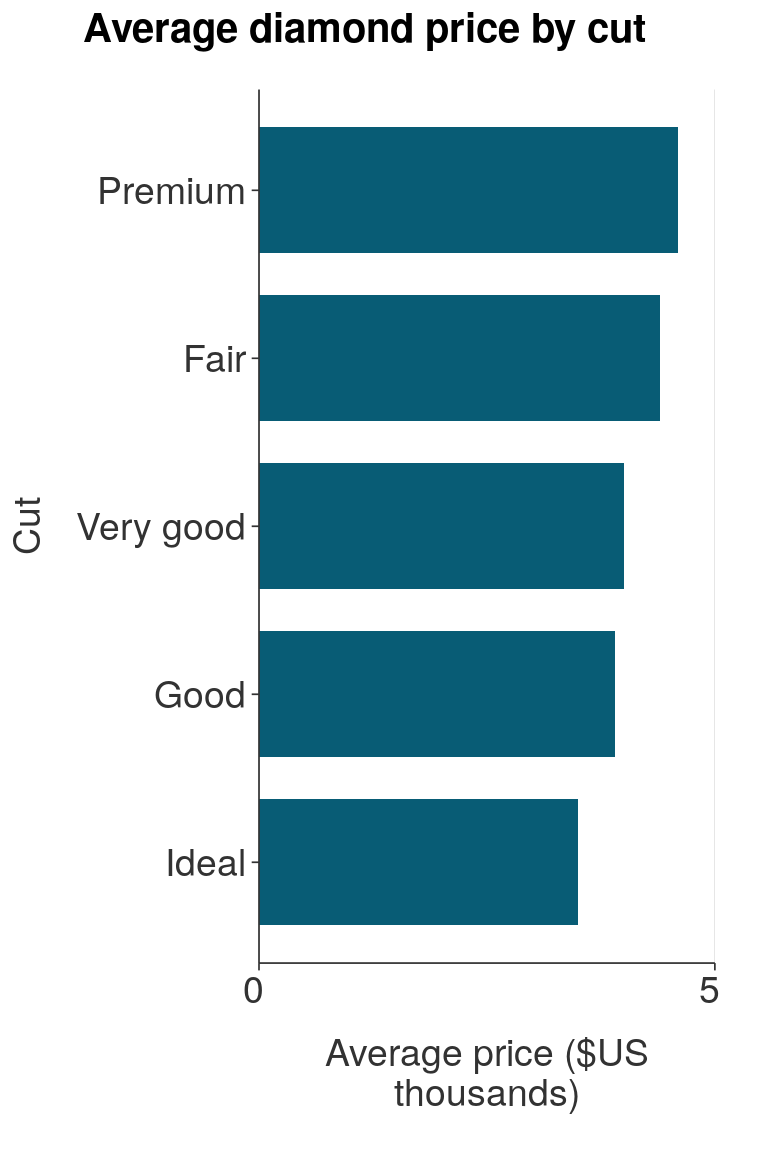 Average diamond price by cut
Premium
Fair
Very good
Good
Ideal
Cut
0
5
Average price ($US
thousands)